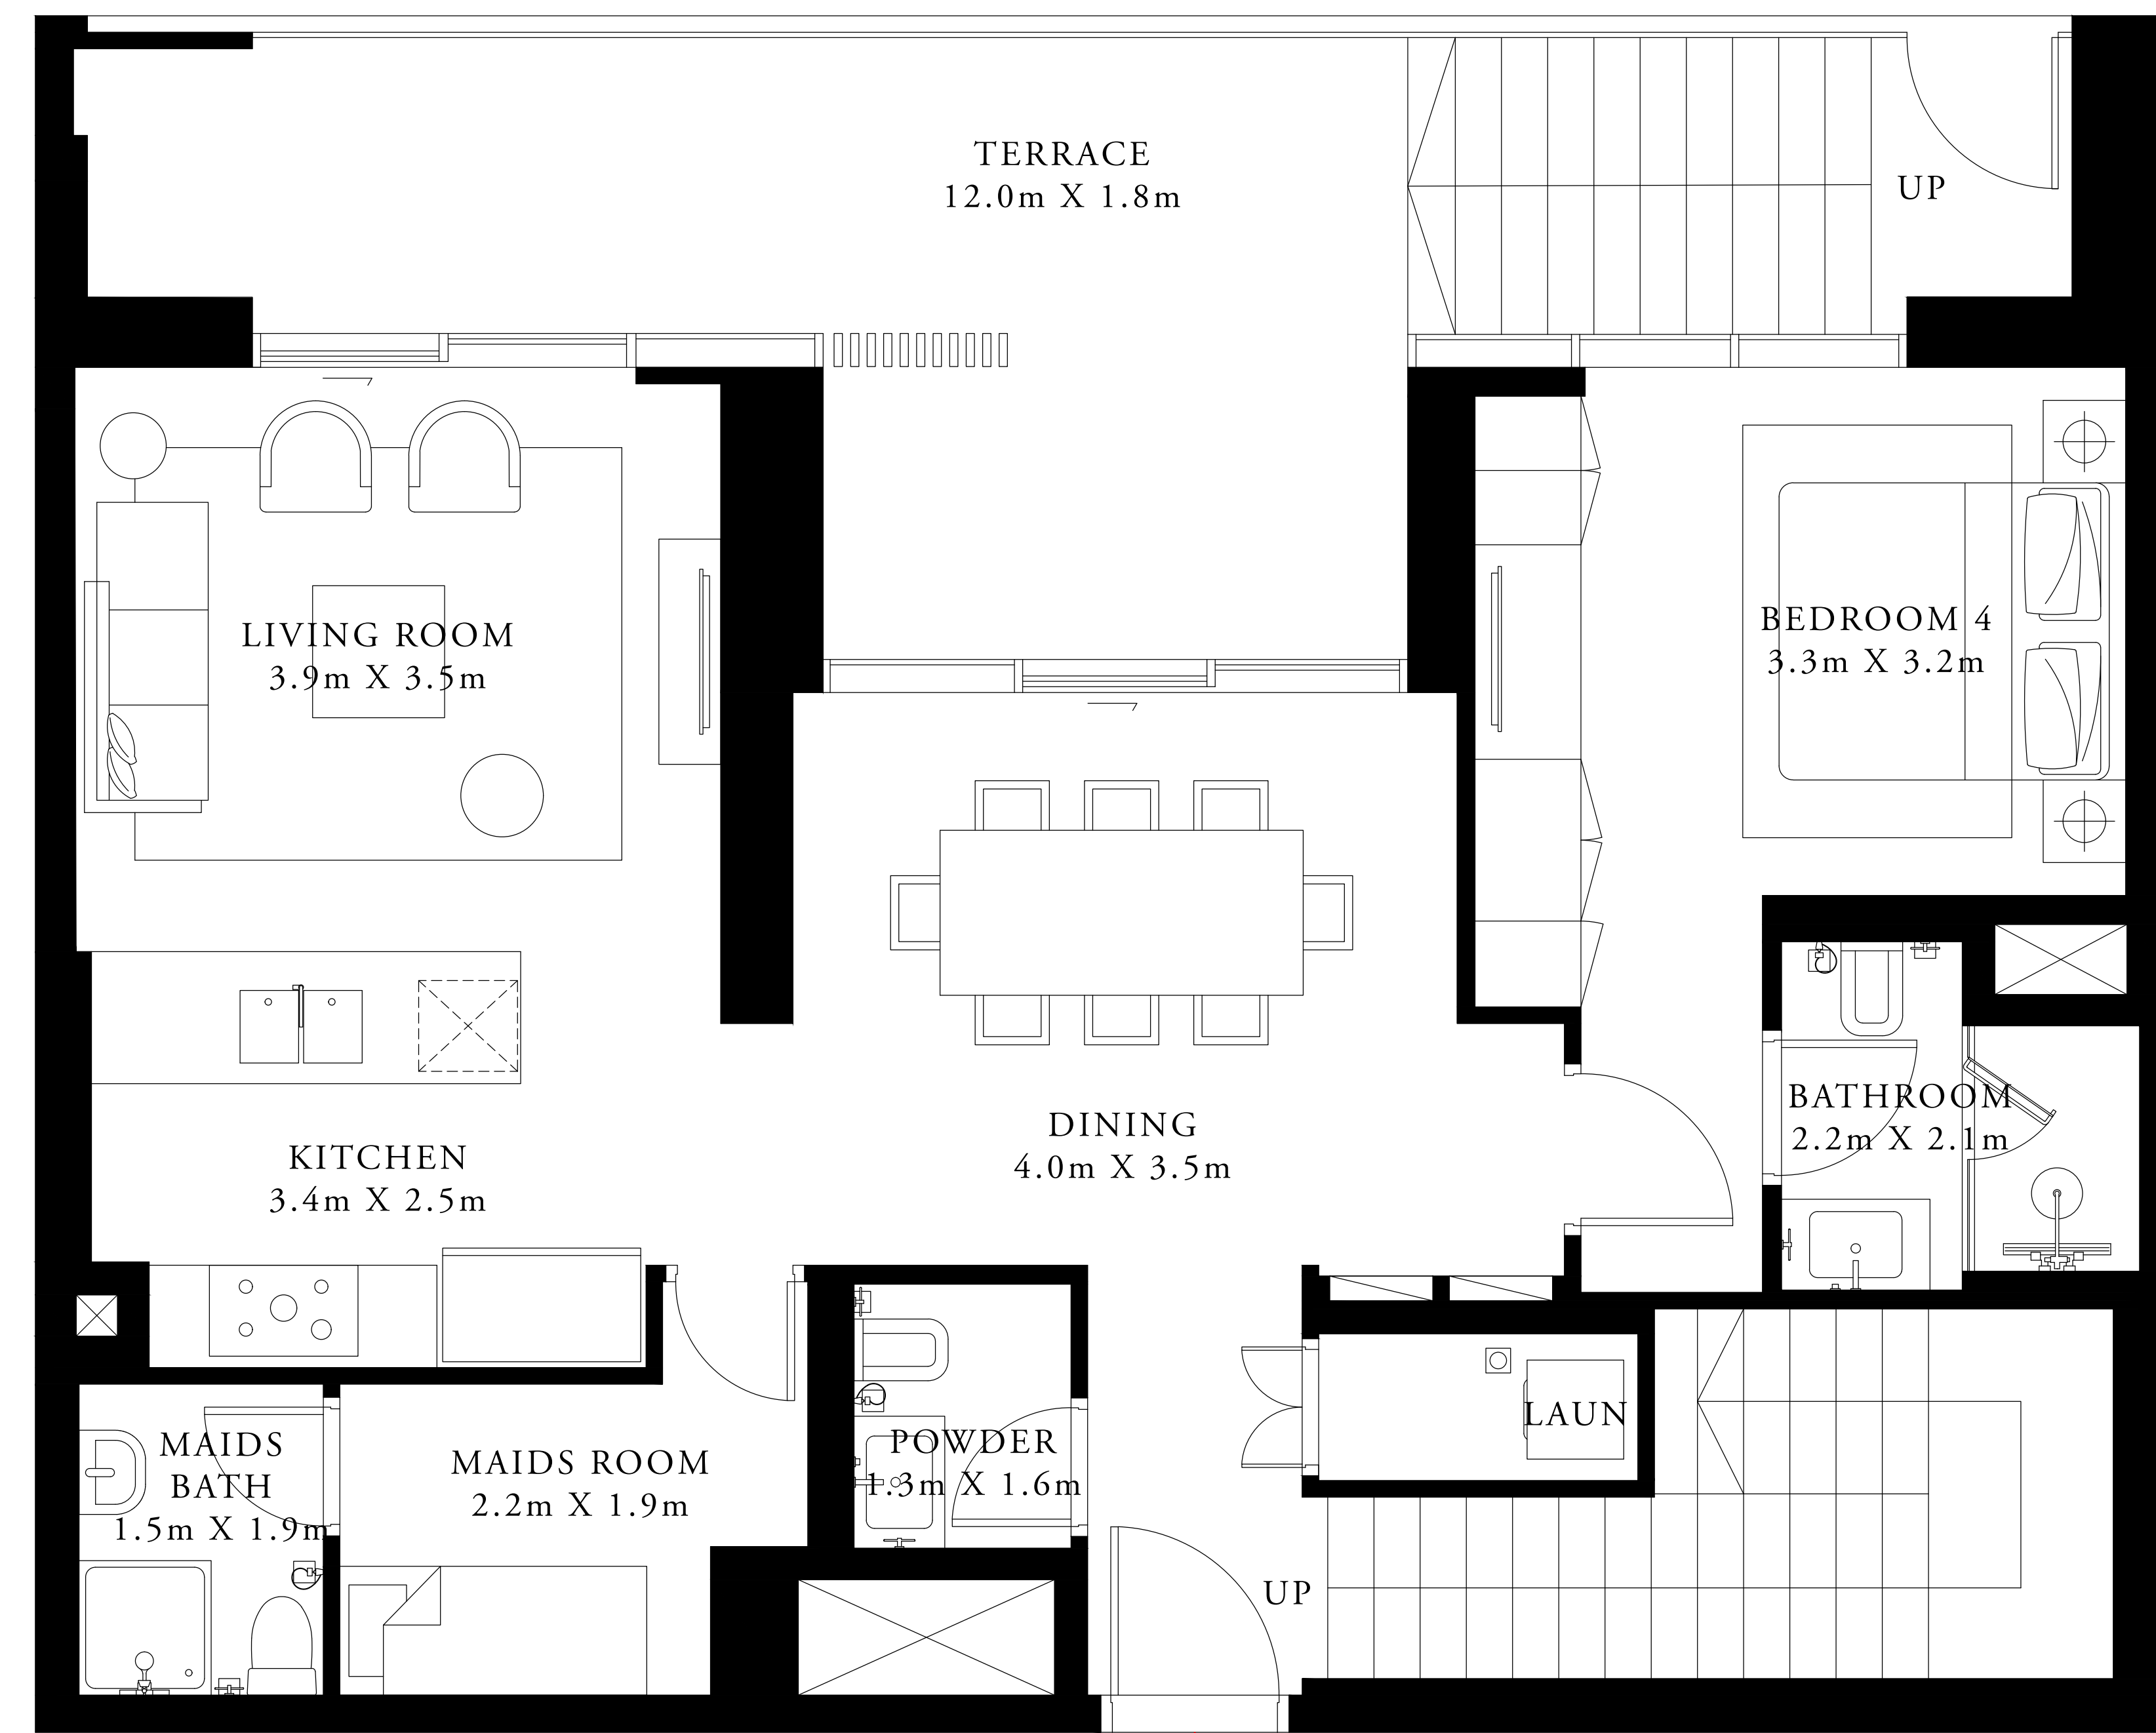 TERRACE
12.0m X 1.8m
UP
LIVING ROOM
3.9m X 3.5m
BEDROOM 4
3.3m X 3.2m
KITCHEN
3.4m X 2.5m
DINING
4.0m X 3.5m
BATHROOM
2.2m X 2.1m
MAIDS
BATH
1.5m X 1.9m
MAIDS ROOM
2.2m X 1.9m
POWDER
1.3m X 1.6m
LAUN
UP